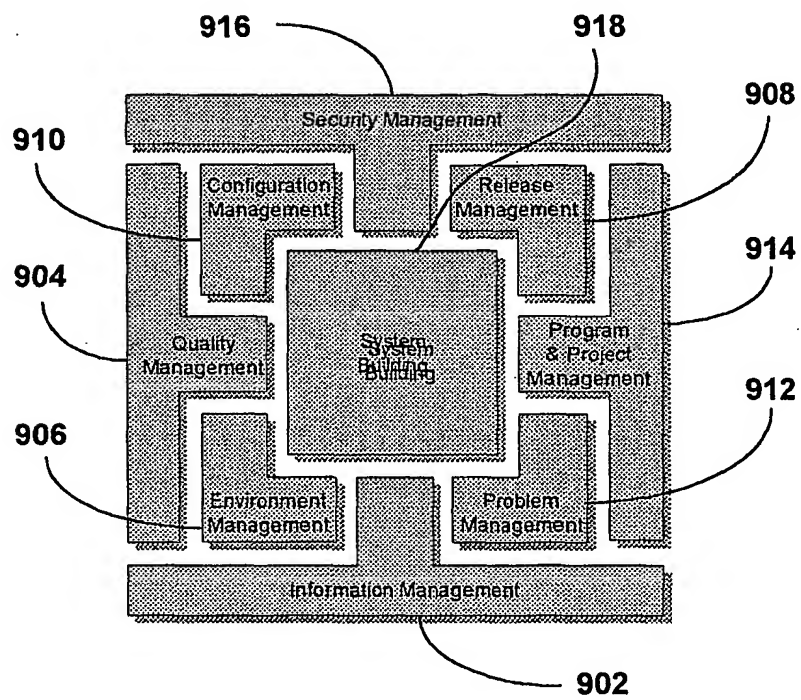 916
918
Security Management
908
910
Configuration
Management
Release
Management
904
914
Quality
Management
System
Building
Program
& Project
Management
912
906
Environment
Management
Problem
Management
Information Management
902